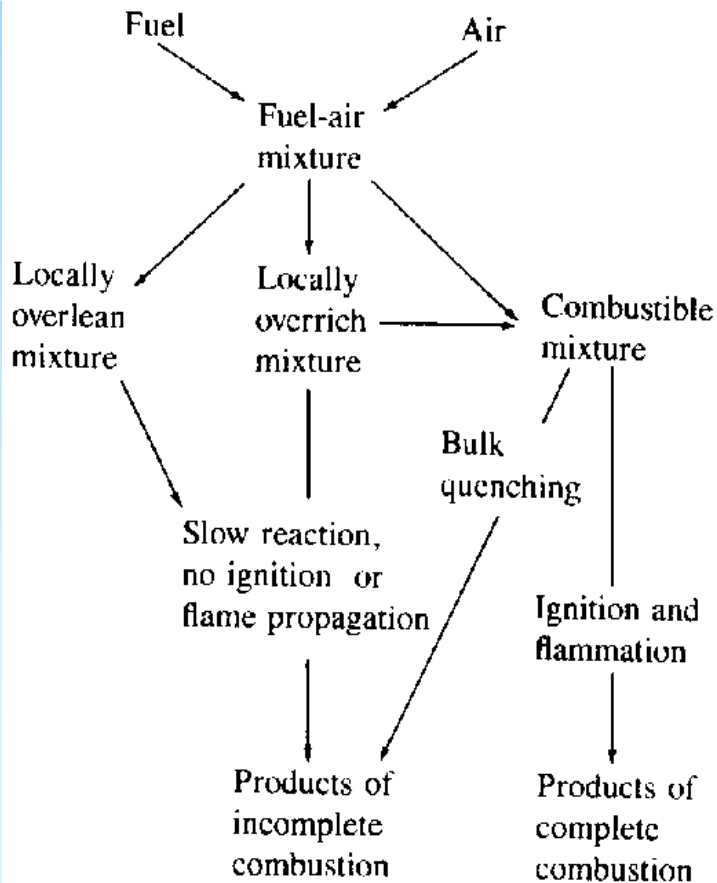 Fuel
Air
Fuel-air
mixture
Locally
overlean
mixture
Locally
overrich
mixture
Combustible
mixture
Bulk
quenching
Slow reaction,
no ignition or
flame propagation
Ignition and
flammation
Products of
incomplete
combustion
Products of
complete
combustion